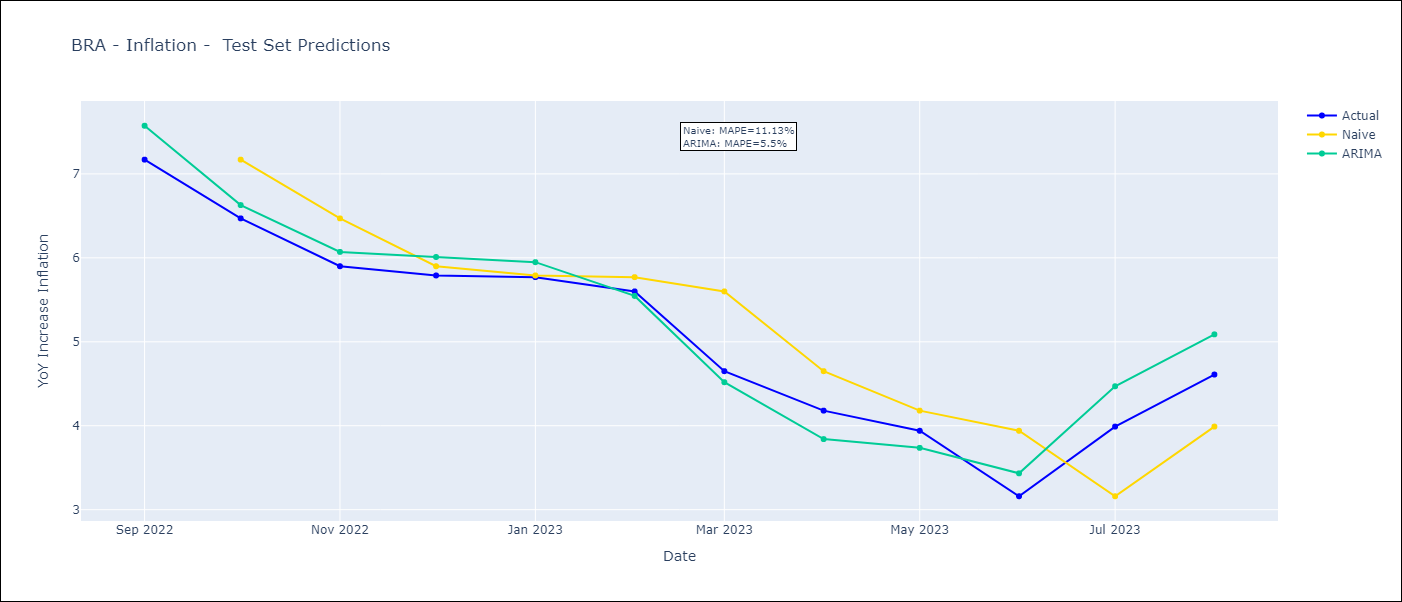 BRA - Inflation -  Test Set Predictions
Actual
Naive
ARIMA
Naive: MAPE=11.13%
ARIMA: MAPE=5.5%
YoY Increase Inflation
7
6
5
4
3
Sep 2022
Nov 2022
Jan 2023
Mar 2023
May 2023
Jul 2023
Date